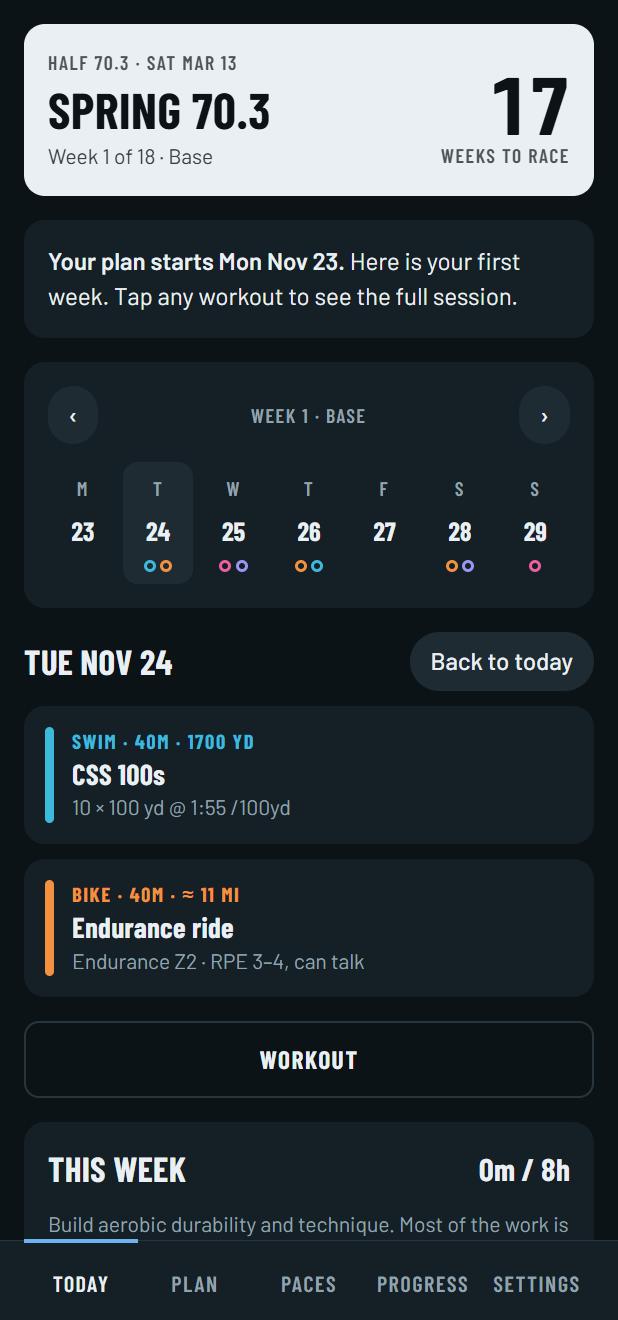 HALF 70.3 · SAT MAR 13
SPRING 70.3
Week 1 of 18 · Base
17
WEEKS TO RACE
Your plan starts Mon Nov 23. Here is your first
week. Tap any workout to see the full session.
‹ WEEK 1 · BASE ›
M T W T F S S
23 24 25 26 27 28 29
TUE NOV 24
Back to today
SWIM · 40M · 1700 YD
CSS 100s
10 × 100 yd @ 1:55 /100yd
BIKE · 40M · ≈ 11 MI
Endurance ride
Endurance Z2 · RPE 3–4, can talk
WORKOUT
THIS WEEK 0m / 8h
Build aerobic durability and technique. Most of the work is
TODAY PLAN PACES PROGRESS SETTINGS